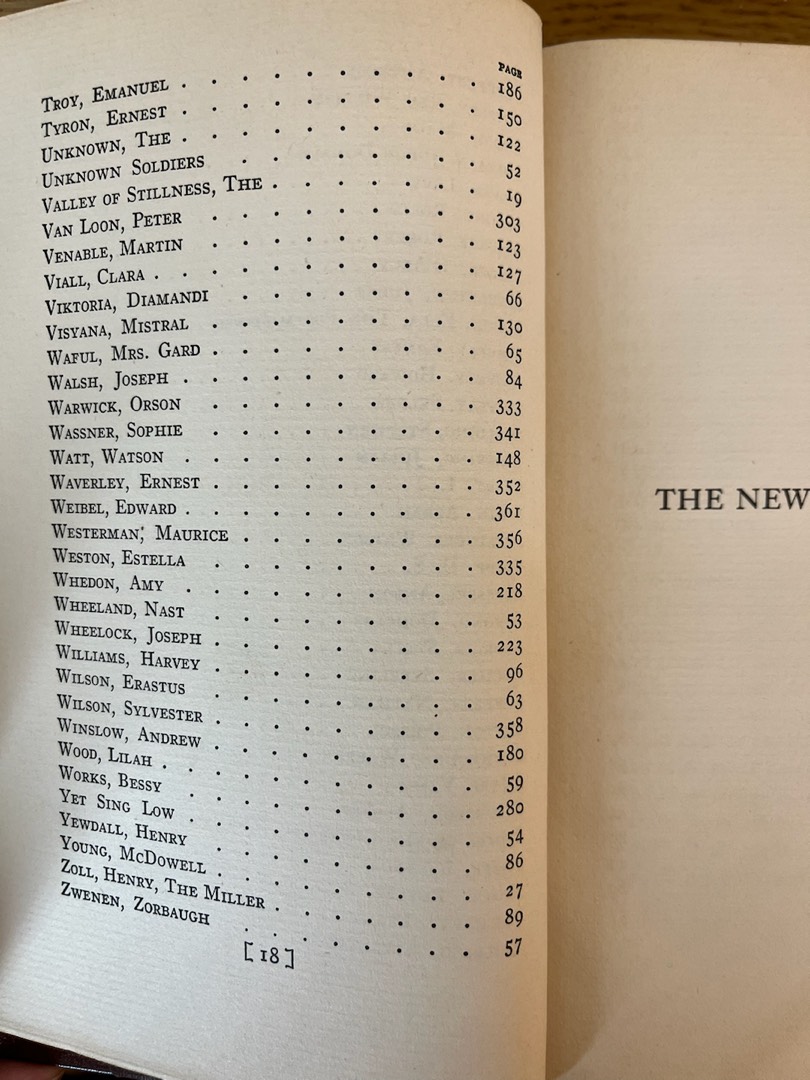 PAGE
TROY, EMANUEL . . . . . . . . . . 186
TYRON, ERNEST . . . . . . . . . . 150
UNKNOWN, THE . . . . . . . . . . 122
UNKNOWN SOLDIERS . . . . . . . . 52
VALLEY OF STILLNESS, THE . . . . . . . 19
VAN LOON, PETER . . . . . . . . . 303
VENABLE, MARTIN . . . . . . . . . 123
VIALL, CLARA . . . . . . . . . . . 127
VIKTORIA, DIAMANDI . . . . . . . . 66
VISYANA, MISTRAL . . . . . . . . . 130
WAFUL, MRS. GARD . . . . . . . . . 65
WALSH, JOSEPH . . . . . . . . . . 84
WARWICK, ORSON . . . . . . . . . 333
WASSNER, SOPHIE . . . . . . . . . 341
WATT, WATSON . . . . . . . . . . 148
WAVERLEY, ERNEST . . . . . . . . . 352
WEIBEL, EDWARD . . . . . . . . . . 361
WESTERMAN, MAURICE . . . . . . . . 356
WESTON, ESTELLA . . . . . . . . . 335
WHEDON, AMY . . . . . . . . . . 218
WHEELAND, NAST . . . . . . . . . 53
WHEELOCK, JOSEPH . . . . . . . . . 223
WILLIAMS, HARVEY . . . . . . . . . 96
WILSON, ERASTUS . . . . . . . . . 63
WILSON, SYLVESTER . . . . . . . . . 358
WINSLOW, ANDREW . . . . . . . . . 180
WOOD, LILAH . . . . . . . . . . . 59
WORKS, BESSY . . . . . . . . . . 280
YET SING LOW . . . . . . . . . . 54
YEWDALL, HENRY . . . . . . . . . 86
YOUNG, MCDOWELL . . . . . . . . . 27
ZOLL, HENRY, THE MILLER . . . . . . . 89
ZWENEN, ZORBAUGH . . . . . . . . 57
[18]
THE NEW